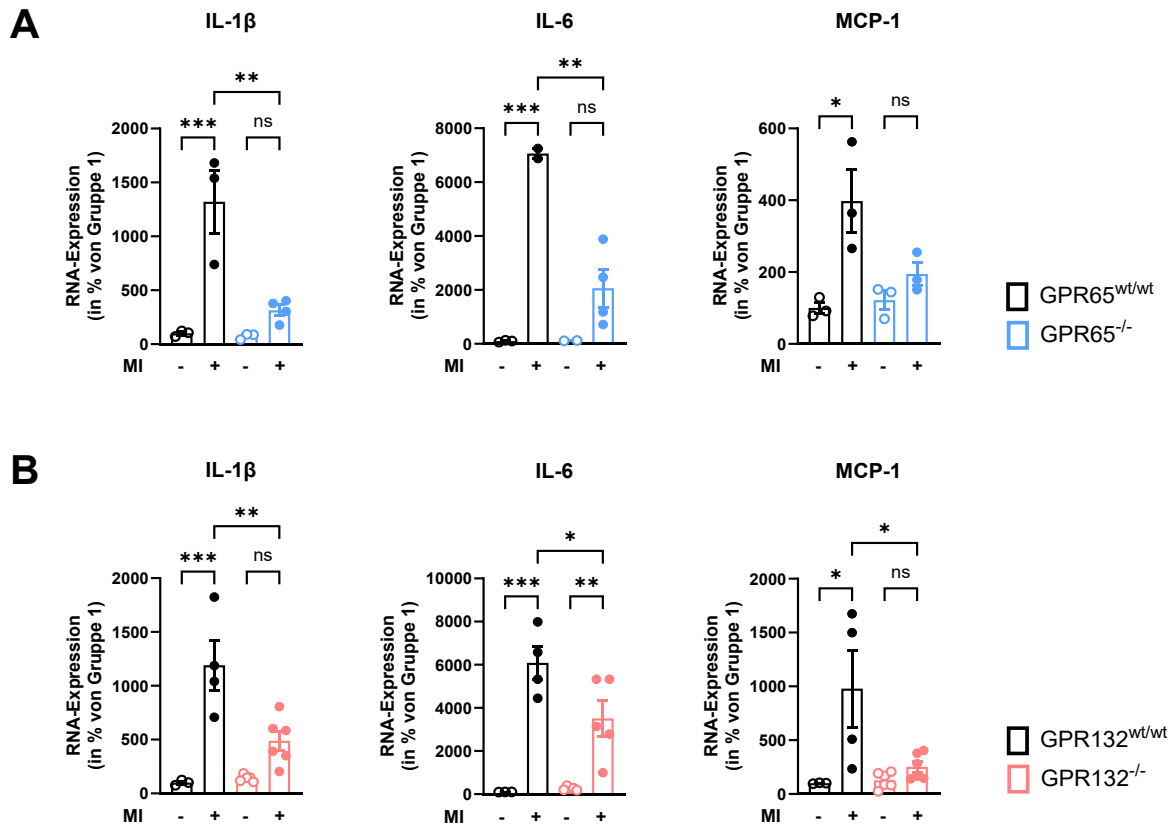 A
IL-1β
IL-6
MCP-1
**
**
*** ns
*** ns
* ns
RNA-Expression
(in % von Gruppe 1)
2000
1500
1000
500
0
RNA-Expression
(in % von Gruppe 1)
8000
6000
4000
2000
0
RNA-Expression
(in % von Gruppe 1)
600
400
200
0
MI - + - +
MI - + - +
MI - + - +
GPR65wt/wt
GPR65-/-
B
IL-1β
IL-6
MCP-1
**
*
*
*** ns
*** **
* ns
RNA-Expression
(in % von Gruppe 1)
2000
1500
1000
500
0
RNA-Expression
(in % von Gruppe 1)
10000
8000
6000
4000
2000
0
RNA-Expression
(in % von Gruppe 1)
2000
1500
1000
500
0
MI - + - +
MI - + - +
MI - + - +
GPR132wt/wt
GPR132-/-